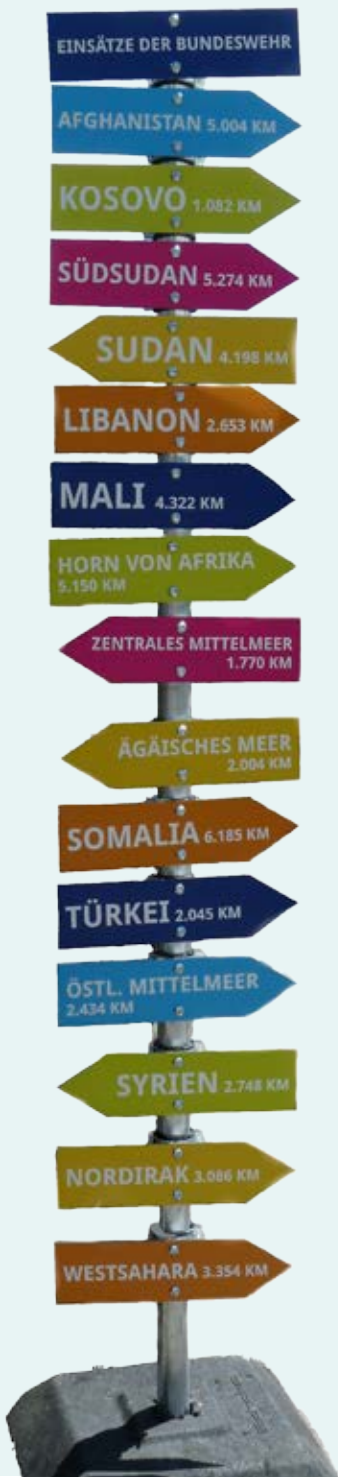 EINSÄTZE DER BUNDESWEHR
AFGHANISTAN 5.004 KM
KOSOVO 1.082 KM
SÜDSUDAN 5.274 KM
SUDAN 4.198 KM
LIBANON 2.653 KM
MALI 4.322 KM
HORN VON AFRIKA
5.150 KM
ZENTRALES MITTELMEER
1.770 KM
ÄGÄISCHES MEER
2.004 KM
SOMALIA 6.185 KM
TÜRKEI 2.045 KM
ÖSTL. MITTELMEER
2.434 KM
SYRIEN 2.748 KM
NORDIRAK 3.086 KM
WESTSAHARA 3.354 KM